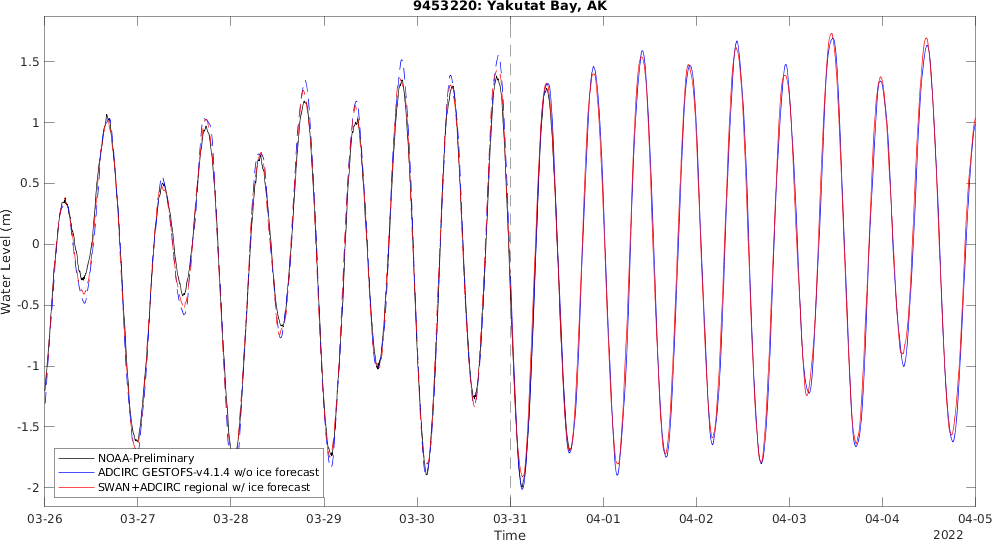 9453220: Yakutat Bay, AK
Water Level (m)
1.5
1
0.5
0
-0.5
-1
-1.5
-2
NOAA-Preliminary
ADCIRC GESTOFS-v4.1.4 w/o ice forecast
SWAN+ADCIRC regional w/ ice forecast
03-26 03-27 03-28 03-29 03-30 03-31 04-01 04-02 04-03 04-04 04-05
Time
2022